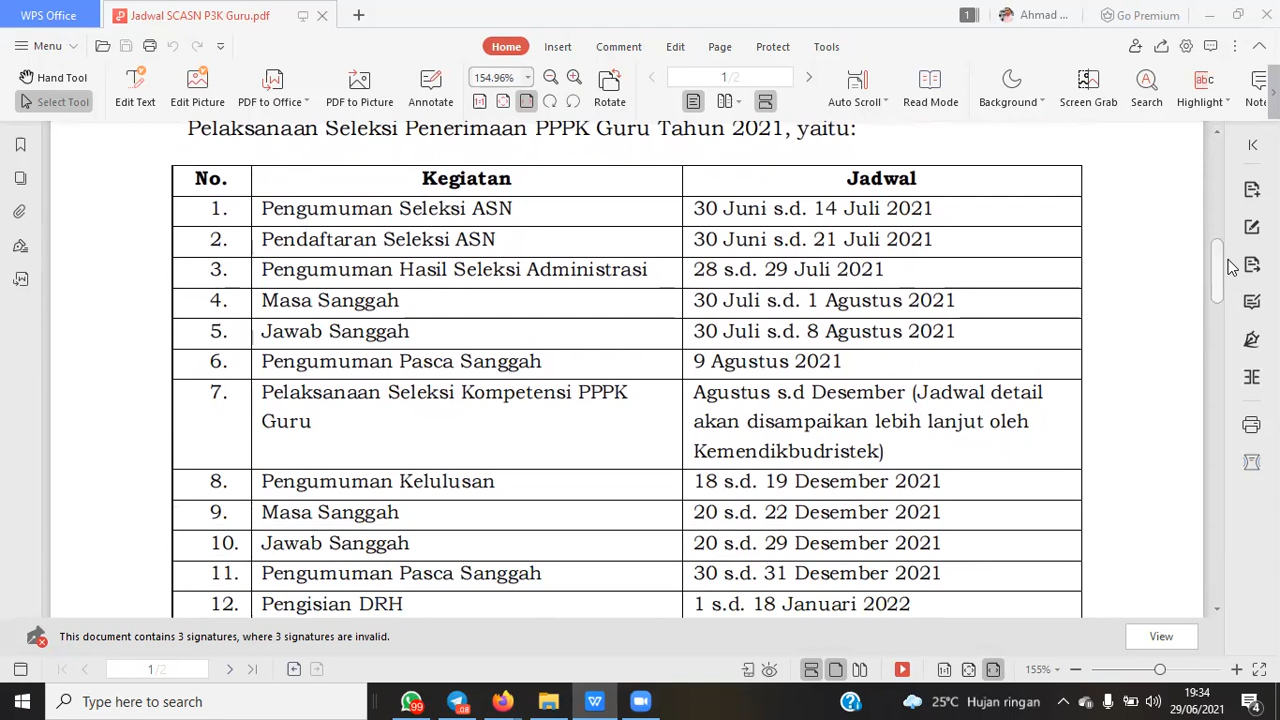 WPS Office
Jadwal SCASN P3K Guru.pdf
1
Ahmad ...
Go Premium
Menu
Home
Insert
Comment
Edit
Page
Protect
Tools
Hand Tool
Select Tool
Edit Text
Edit Picture
PDF to Office
PDF to Picture
Annotate
154.96%
Rotate
1/2
Auto Scroll
Read Mode
Background
Screen Grab
Search
Highlight
Note
Pelaksanaan Seleksi Penerimaan PPPK Guru Tahun 2021, yaitu:
No. Kegiatan Jadwal
1. Pengumuman Seleksi ASN 30 Juni s.d. 14 Juli 2021
2. Pendaftaran Seleksi ASN 30 Juni s.d. 21 Juli 2021
3. Pengumuman Hasil Seleksi Administrasi 28 s.d. 29 Juli 2021
4. Masa Sanggah 30 Juli s.d. 1 Agustus 2021
5. Jawab Sanggah 30 Juli s.d. 8 Agustus 2021
6. Pengumuman Pasca Sanggah 9 Agustus 2021
7. Pelaksanaan Seleksi Kompetensi PPPK Agustus s.d Desember (Jadwal detail
Guru akan disampaikan lebih lanjut oleh
Kemendikbudristek)
8. Pengumuman Kelulusan 18 s.d. 19 Desember 2021
9. Masa Sanggah 20 s.d. 22 Desember 2021
10. Jawab Sanggah 20 s.d. 29 Desember 2021
11. Pengumuman Pasca Sanggah 30 s.d. 31 Desember 2021
12. Pengisian DRH 1 s.d. 18 Januari 2022
This document contains 3 signatures, where 3 signatures are invalid.
View
1/2
155%
Type here to search
99
25°C Hujan ringan
19:34
29/06/2021
4